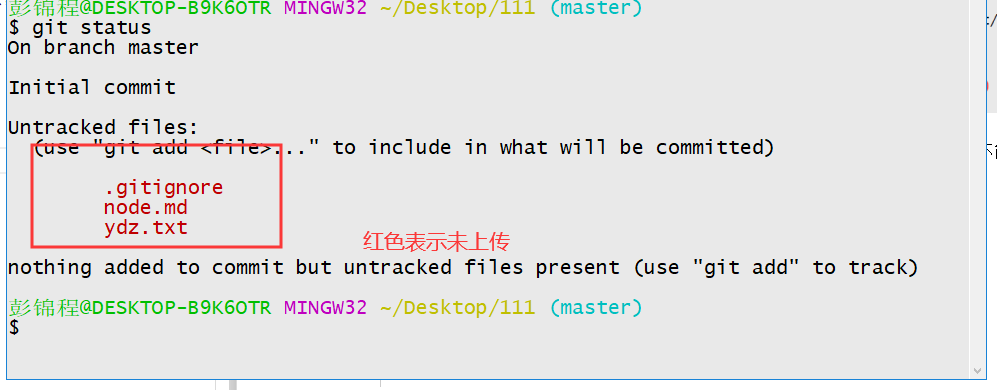 彭锦程@DESKTOP-B9K6OTR MINGW32 ~/Desktop/111 (master)
$ git status
On branch master
Initial commit
Untracked files:
(use "git add <file>..." to include in what will be committed)
.gitignore
node.md
ydz.txt
红色表示未上传
nothing added to commit but untracked files present (use "git add" to track)
彭锦程@DESKTOP-B9K6OTR MINGW32 ~/Desktop/111 (master)
$